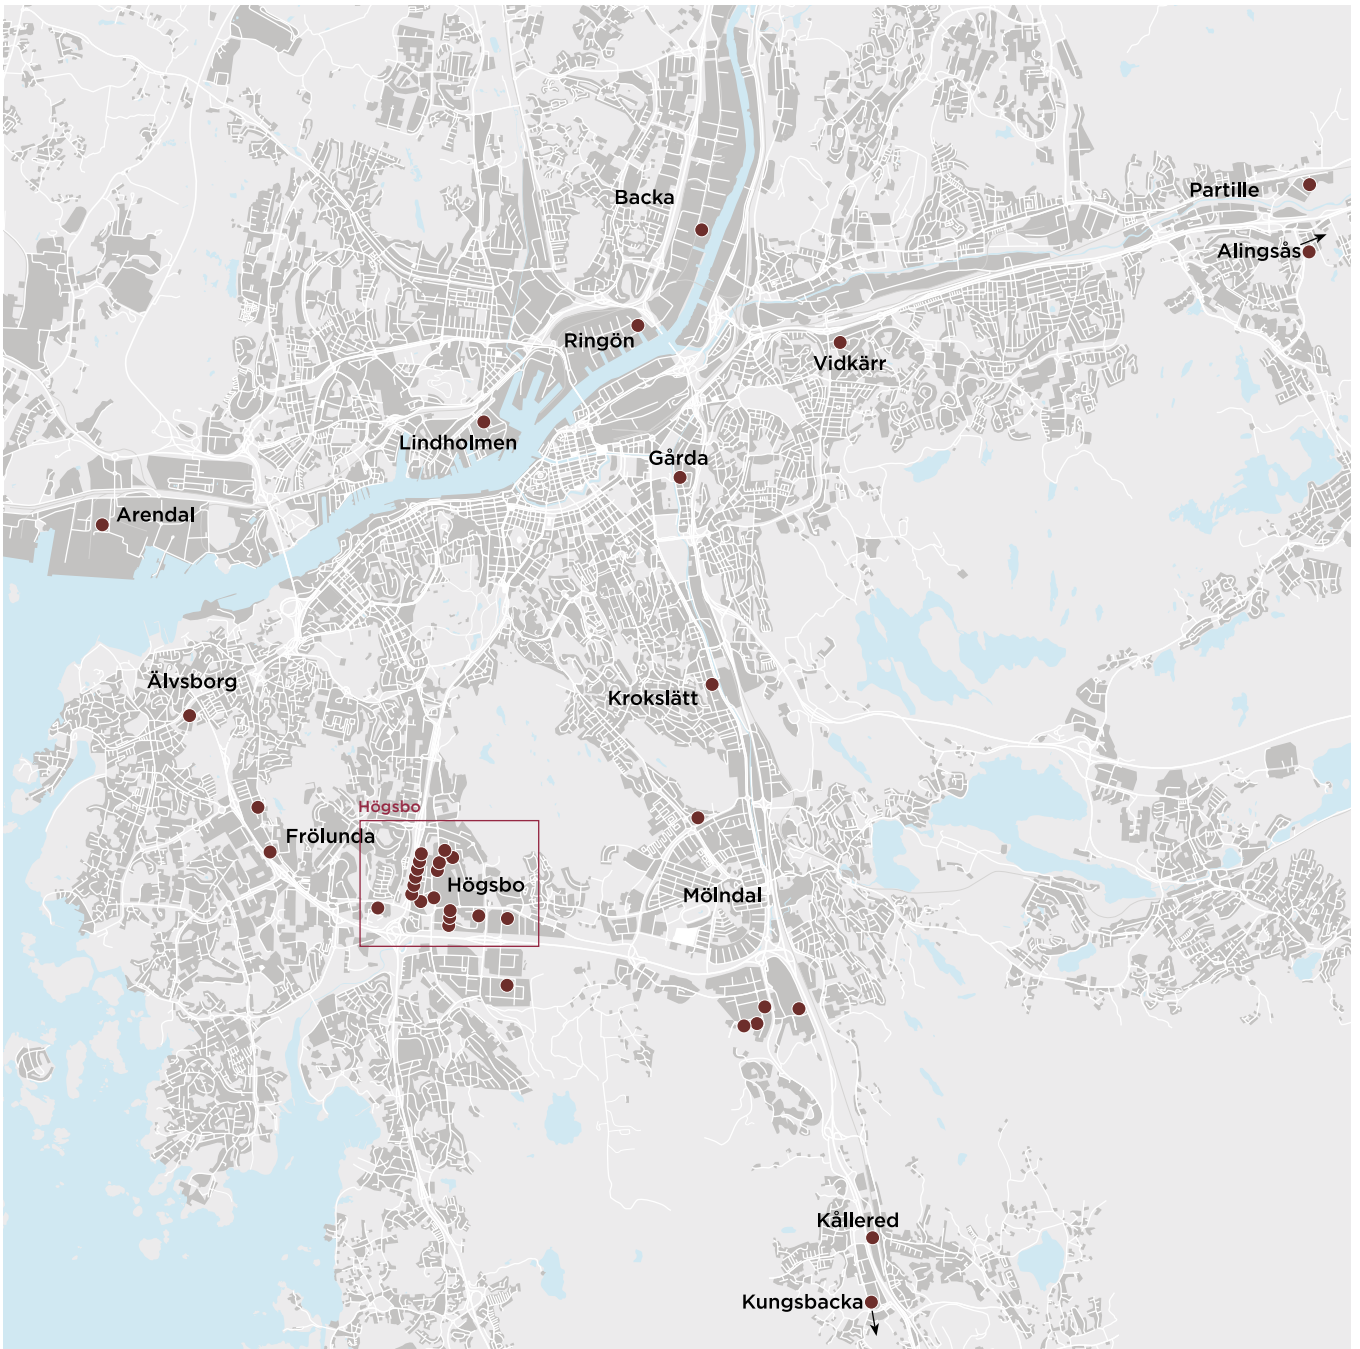 Backa
Partille
Alingsås
Ringön
Vidkärr
Lindholmen
Gårda
Arendal
Älvsborg
Krokslätt
Högsbo
Frölunda
Högsbo
Mölndal
Kållered
Kungsbacka